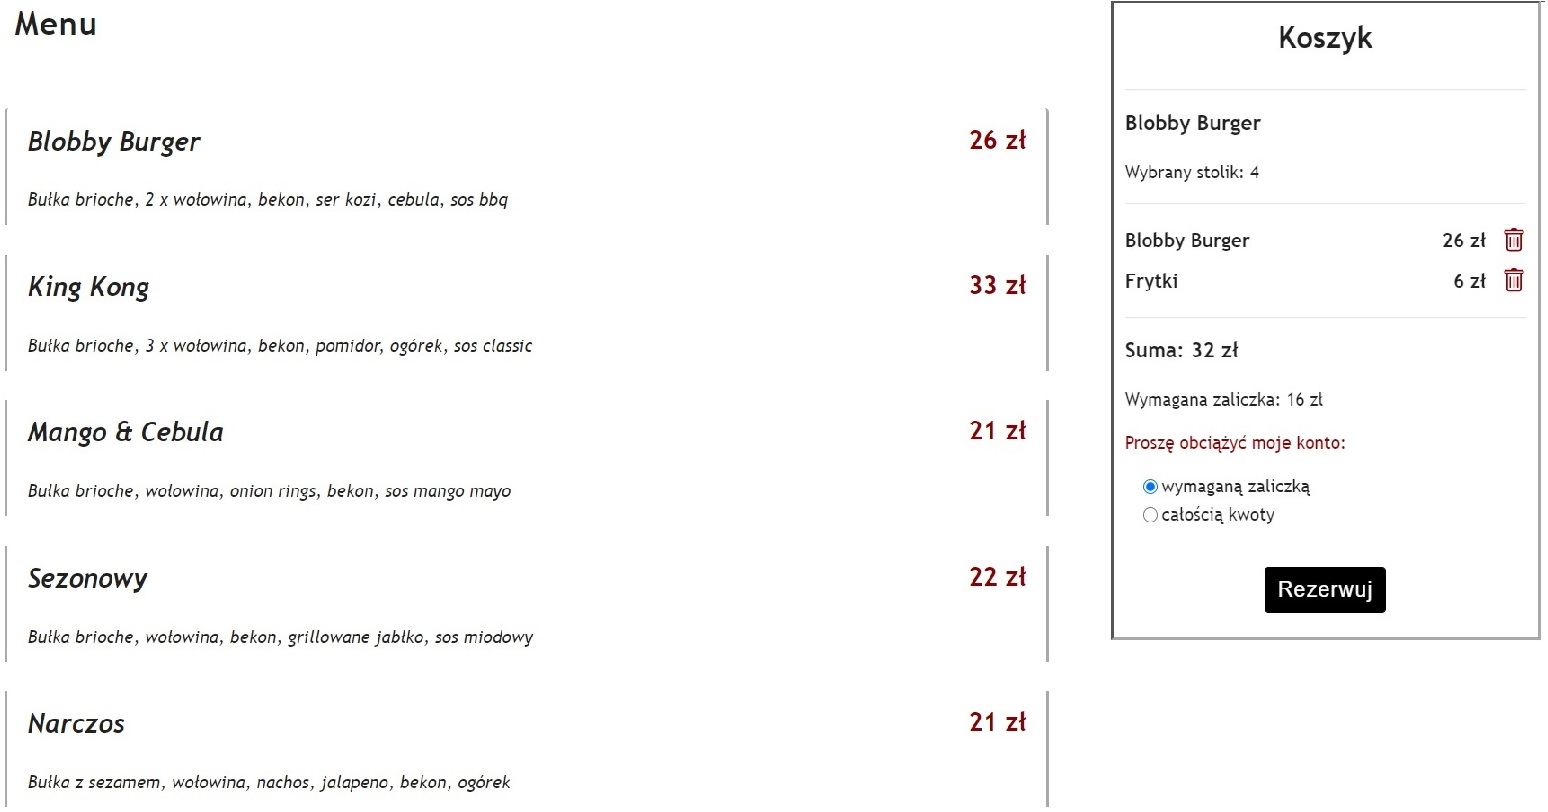 Menu
Blobby Burger 26 zł
Bułka brioche, 2 x wołowina, bekon, ser kozi, cebula, sos bbq
King Kong 33 zł
Bułka brioche, 3 x wołowina, bekon, pomidor, ogórek, sos classic
Mango & Cebula 21 zł
Bułka brioche, wołowina, onion rings, bekon, sos mango mayo
Sezonowy 22 zł
Bułka brioche, wołowina, bekon, grillowane jabłko, sos miodowy
Narczos 21 zł
Bułka z sezamem, wołowina, nachos, jalapeno, bekon, ogórek
Koszyk
Blobby Burger
Wybrany stolik: 4
Blobby Burger 26 zł
Frytki 6 zł
Suma: 32 zł
Wymagana zaliczka: 16 zł
Proszę obciążyć moje konto:
wymaganą zaliczką
całością kwoty
Rezerwuj